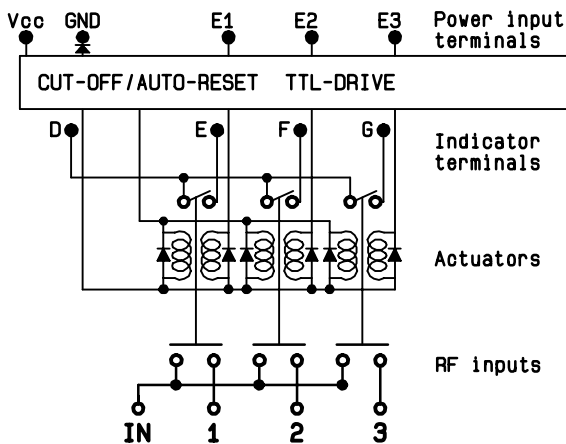 Vcc GND E1 E2 E3 Power input
terminals
CUT-OFF/AUTO-RESET TTL-DRIVE
D E F G Indicator
terminals
Actuators
RF inputs
IN 1 2 3